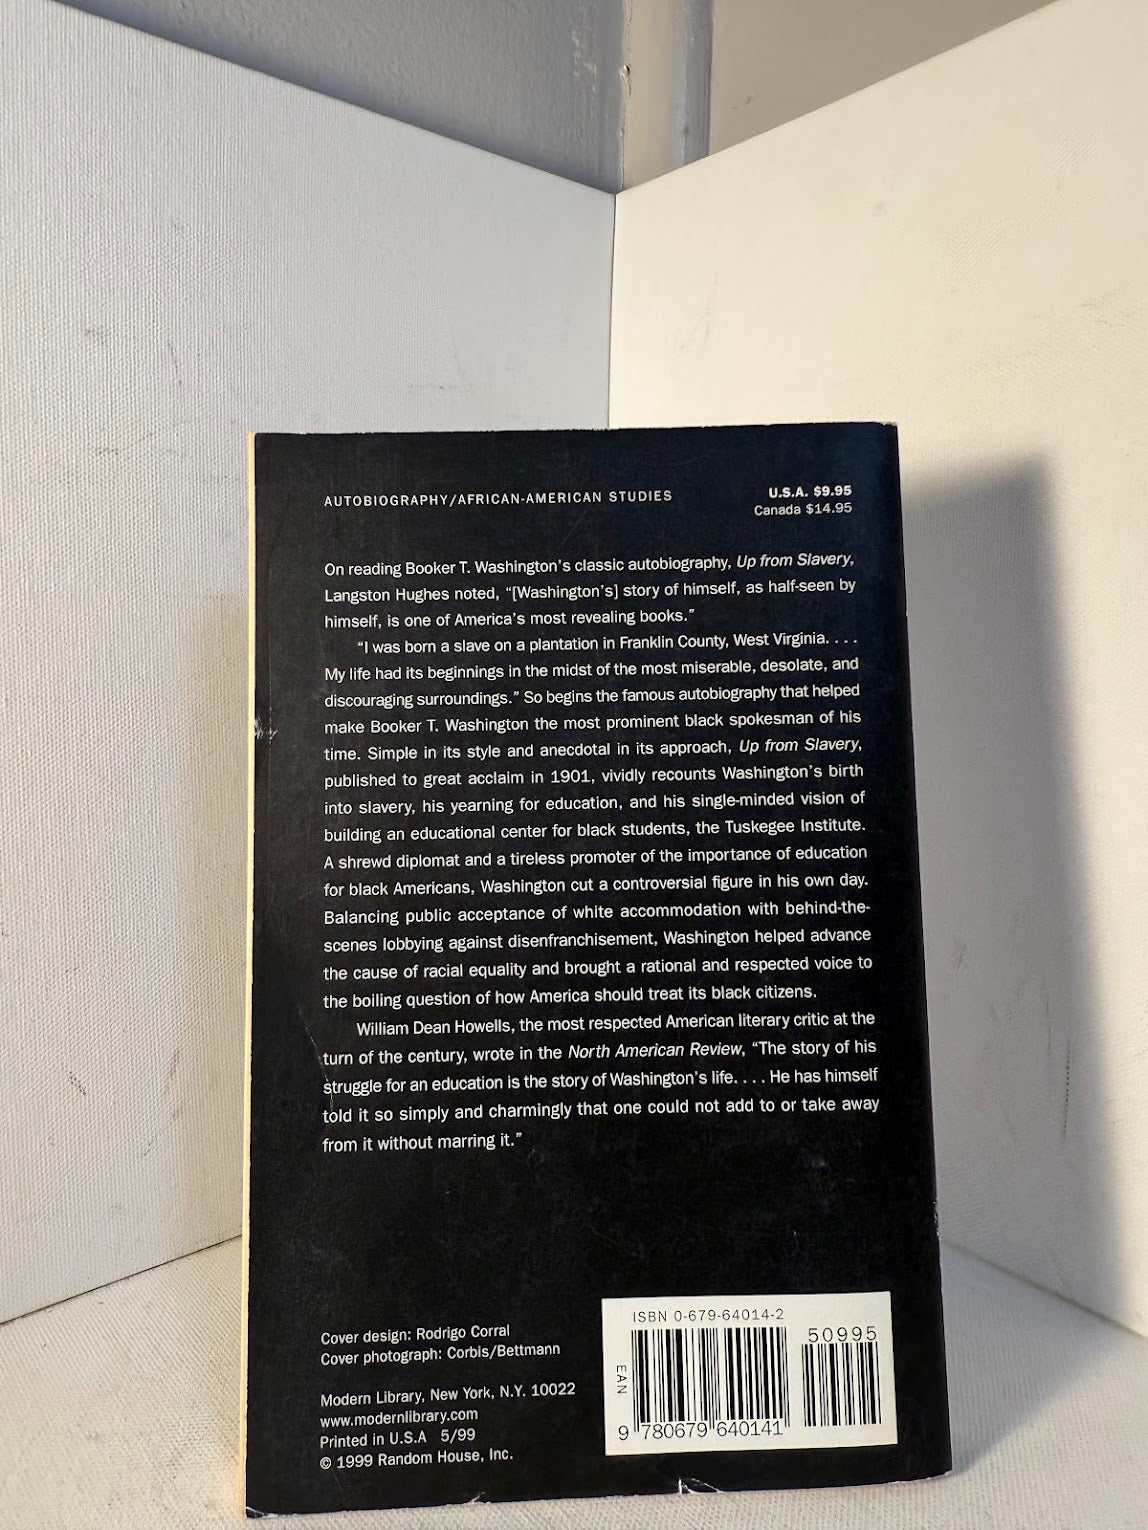 AUTOBIOGRAPHY/AFRICAN-AMERICAN STUDIES
U.S.A. $9.95
Canada $14.95
On reading Booker T. Washington's classic autobiography, Up from Slavery,
Langston Hughes noted, “[Washington's] story of himself, as half-seen by
himself, is one of America's most revealing books.”
“I was born a slave on a plantation in Franklin County, West Virginia. . . .
My life had its beginnings in the midst of the most miserable, desolate, and
discouraging surroundings.” So begins the famous autobiography that helped
make Booker T. Washington the most prominent black spokesman of his
time. Simple in its style and anecdotal in its approach, Up from Slavery,
published to great acclaim in 1901, vividly recounts Washington's birth
into slavery, his yearning for education, and his single-minded vision of
building an educational center for black students, the Tuskegee Institute.
A shrewd diplomat and a tireless promoter of the importance of education
for black Americans, Washington cut a controversial figure in his own day.
Balancing public acceptance of white accommodation with behind-the-
scenes lobbying against disenfranchisement, Washington helped advance
the cause of racial equality and brought a rational and respected voice to
the boiling question of how America should treat its black citizens.
William Dean Howells, the most respected American literary critic at the
turn of the century, wrote in the North American Review, “The story of his
struggle for an education is the story of Washington's life. . . . He has himself
told it so simply and charmingly that one could not add to or take away
from it without marring it.”
Cover design: Rodrigo Corral
Cover photograph: Corbis/Bettmann
Modern Library, New York, N.Y. 10022
www.modernlibrary.com
Printed in U.S.A 5/99
© 1999 Random House, Inc.
ISBN 0-679-64014-2
50995
EAN
9 780679 640141